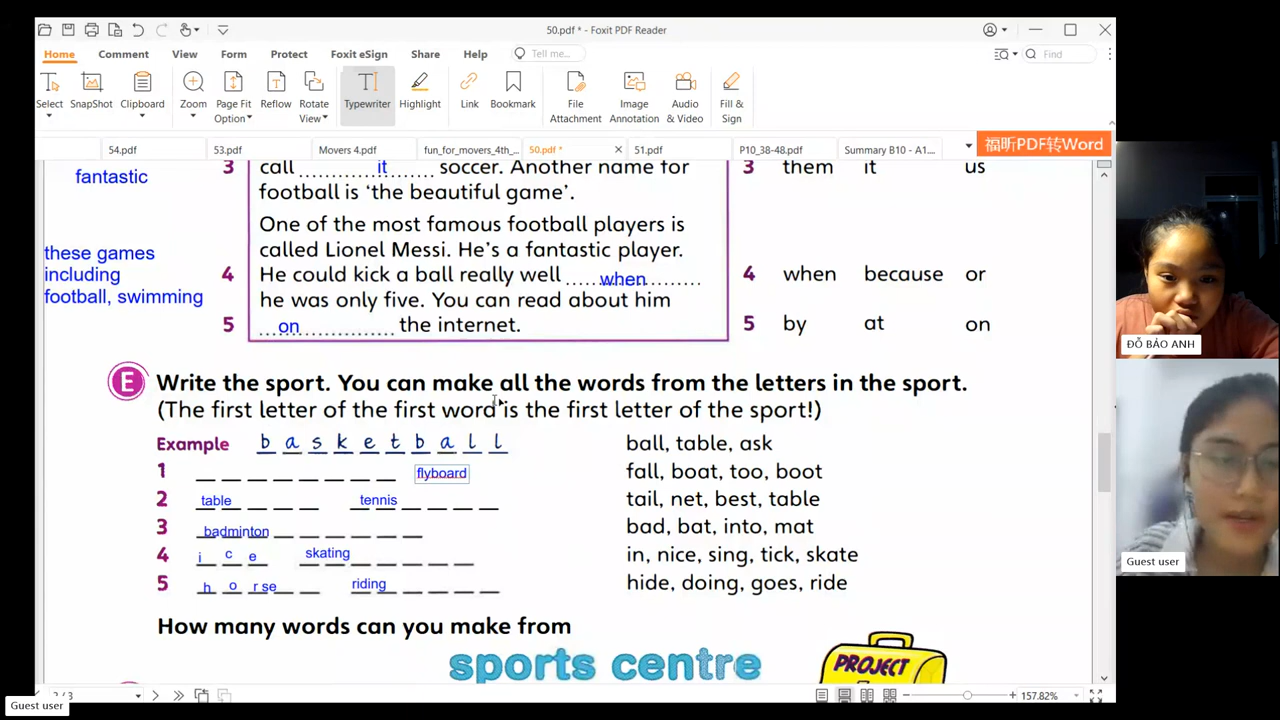 50.pdf * - Foxit PDF Reader
Home Comment View Form Protect Foxit eSign Share Help Tell me... Find
Select SnapShot Clipboard Zoom Page Fit Option Reflow Rotate View Typewriter Highlight Link Bookmark File Attachment Image Annotation Audio & Video Fill & Sign
54.pdf 53.pdf Movers 4.pdf fun_for_movers_4th_... 50.pdf * 51.pdf P10_38-48.pdf Summary B10 - A1... 福昕PDF转Word
fantastic
3 call it soccer. Another name for
football is ‘the beautiful game’.
3 them it us
One of the most famous football players is
called Lionel Messi. He’s a fantastic player.
these games
including
football, swimming
4 He could kick a ball really well when
he was only five. You can read about him
4 when because or
5 on the internet.
5 by at on
E Write the sport. You can make all the words from the letters in the sport.
(The first letter of the first word is the first letter of the sport!)
Example b a s k e t b a l l ball, table, ask
1 flyboard fall, boat, too, boot
2 table tennis tail, net, best, table
3 badminton bad, bat, into, mat
4 i c e skating in, nice, sing, tick, skate
5 h o r se riding hide, doing, goes, ride
How many words can you make from
sports centre
PROJECT
2 / 3 157.82%
ĐỖ BẢO ANH
Guest user
Guest user